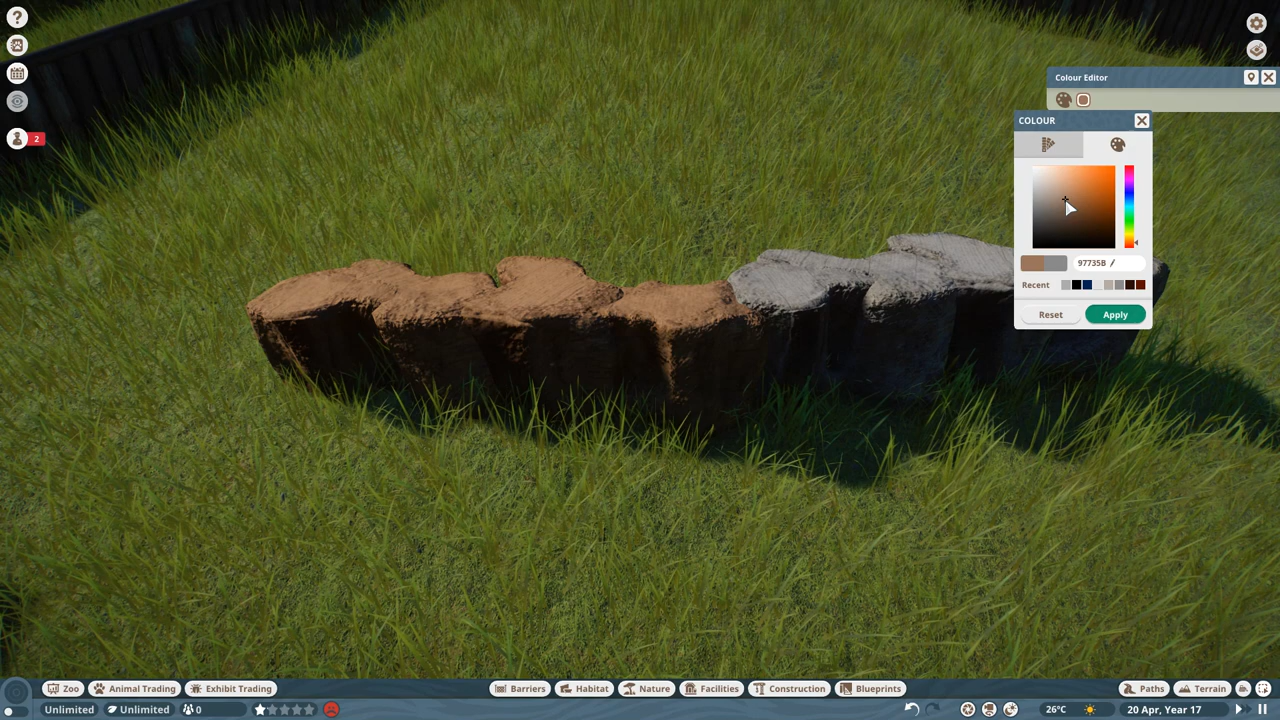 ?
2
Colour Editor
COLOUR
97735B
Recent
Reset Apply
Zoo Animal Trading Exhibit Trading Barriers Habitat Nature Facilities Construction Blueprints Paths Terrain
Unlimited Unlimited 0 26°C 20 Apr, Year 17